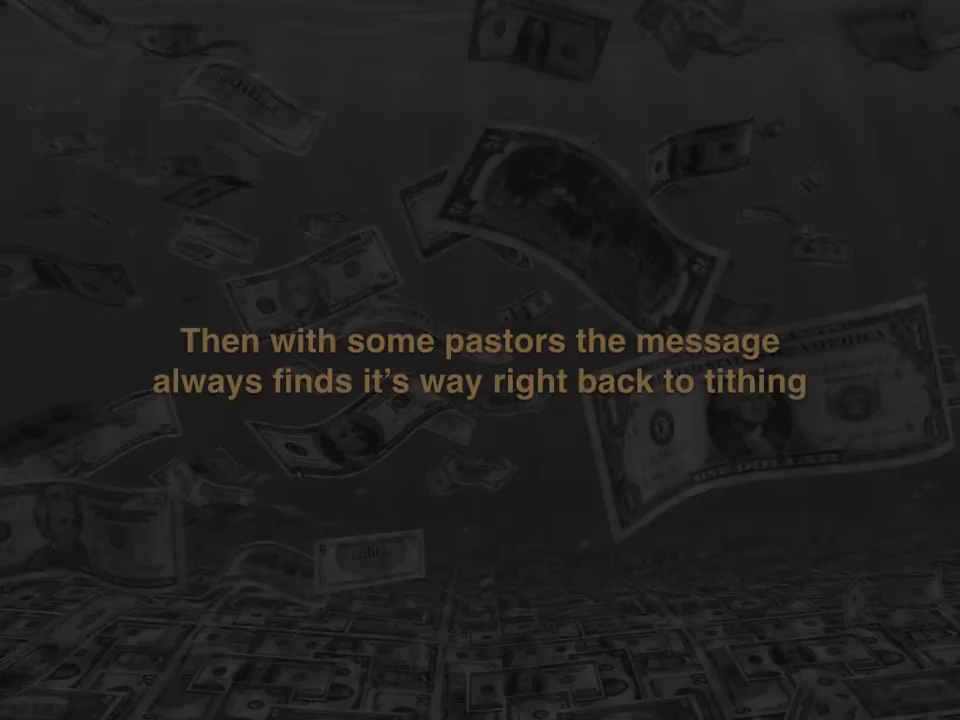 Then with some pastors the message
always finds it’s way right back to tithing